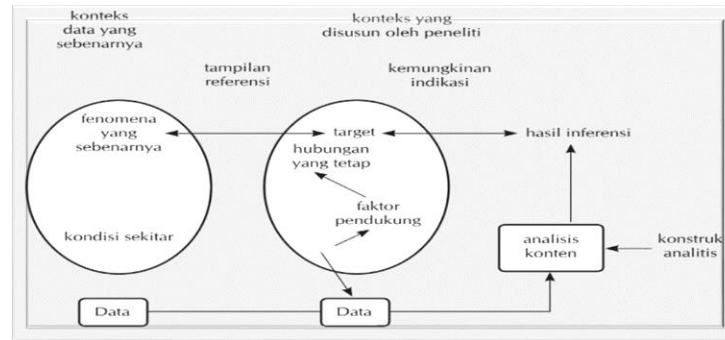 konteks
data yang
sebenarnya
konteks yang
disusun oleh peneliti
tampilan
referensi
kemungkinan
indikasi
fenomena
yang
sebenarnya
target
hubungan
yang tetap
hasil inferensi
faktor
pendukung
kondisi sekitar
analisis
konten
konstruk
analitis
Data
Data